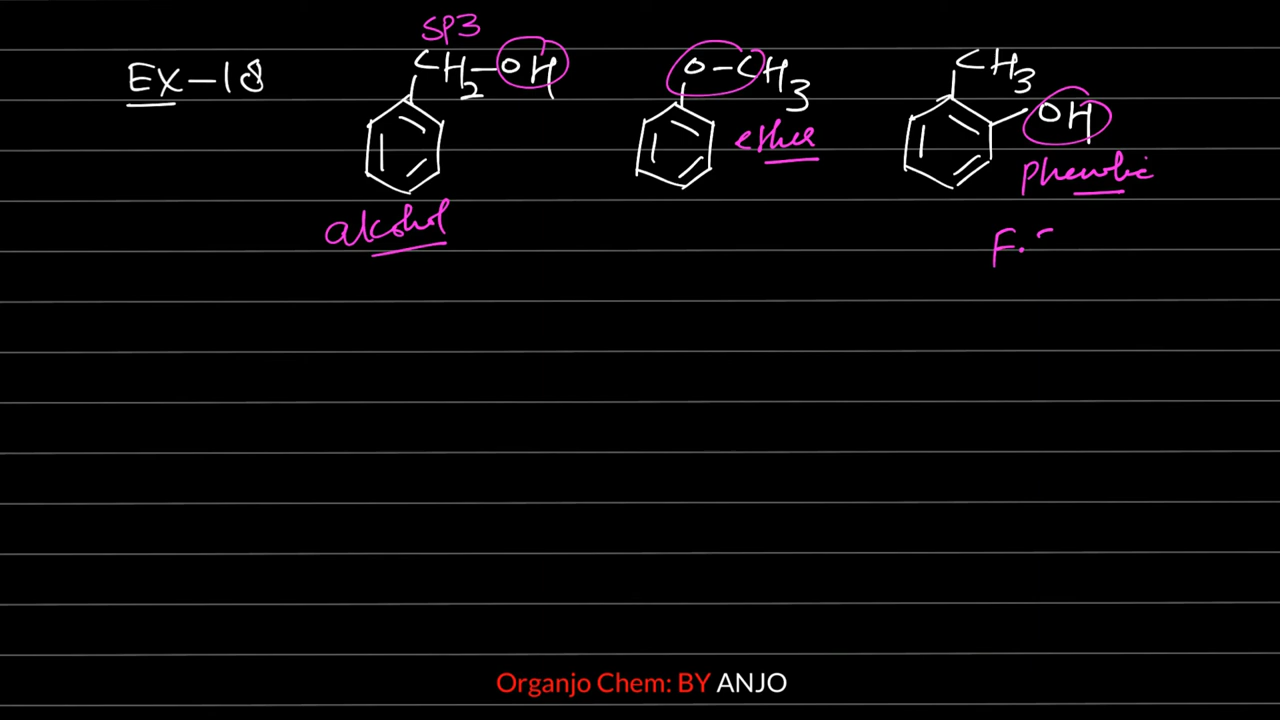 SP3
EX-18
CH2-OH
O-CH3
CH3
OH
ether
phenolic
alcohol
F.
Organjo Chem: BY ANJO